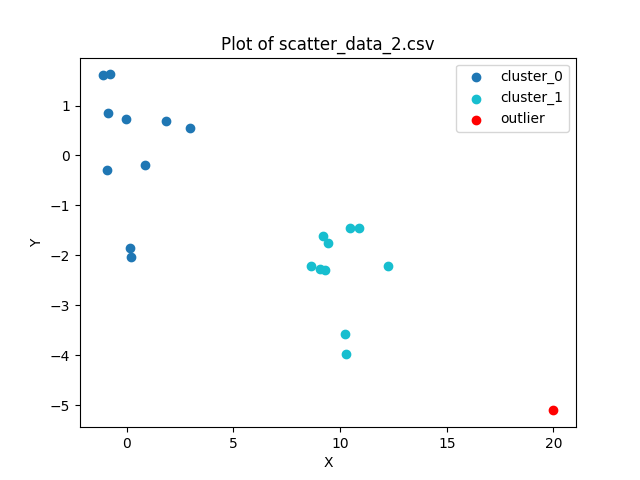 Plot of scatter_data_2.csv
cluster_0
cluster_1
outlier
Y
1
0
−1
−2
−3
−4
−5
0 5 10 15 20
X